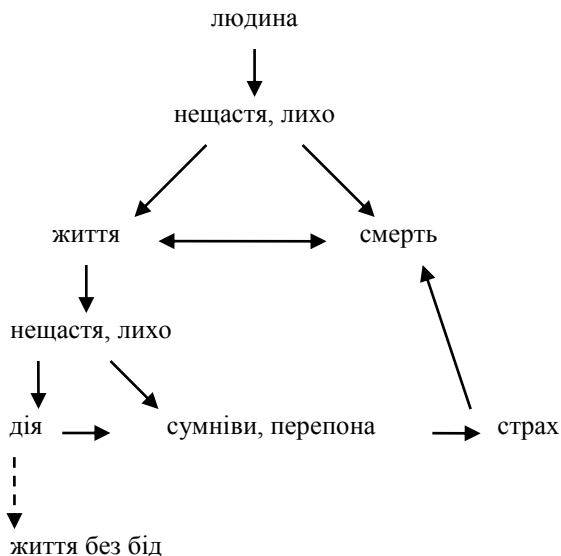 людина
нещастя, лихо
життя смерть
нещастя, лихо
дія сумніви, перепона страх
життя без бід